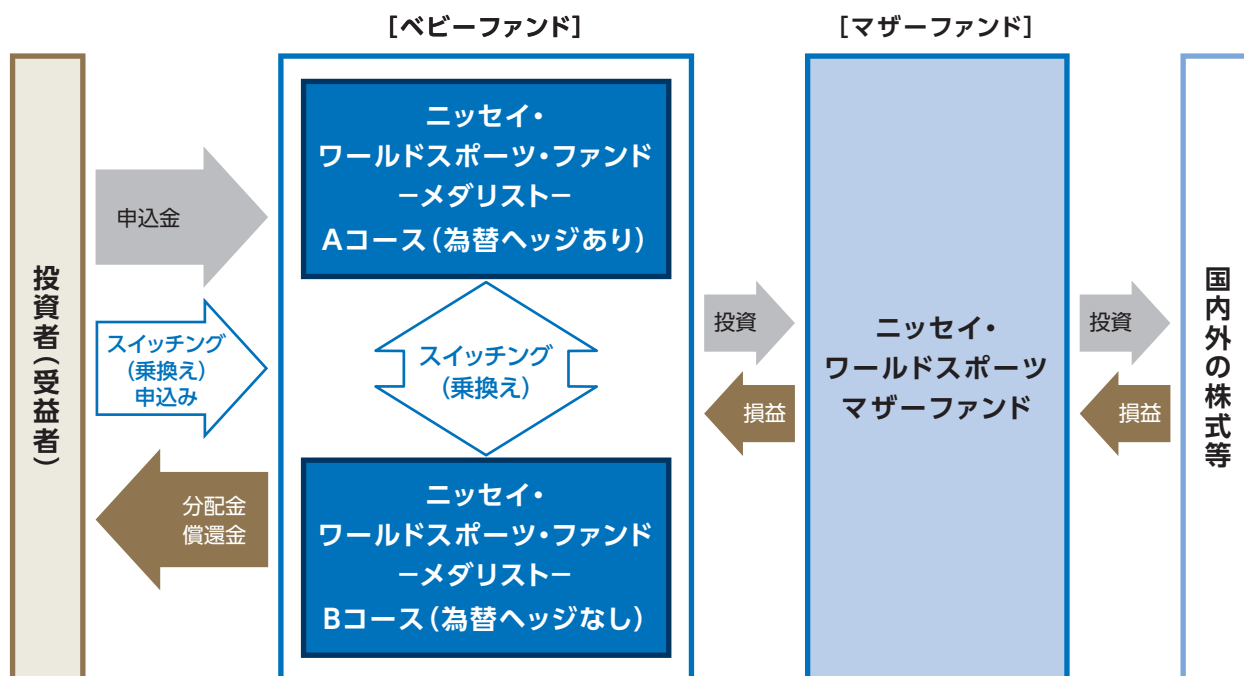 [ベビーファンド]
[マザーファンド]
投資者(受益者)
申込金
スイッチング
(乗換え)
申込み
分配金
償還金
ニッセイ・
ワールドスポーツ・ファンド
－メダリスト－
Aコース(為替ヘッジあり)
スイッチング
(乗換え)
ニッセイ・
ワールドスポーツ・ファンド
－メダリスト－
Bコース(為替ヘッジなし)
投資
損益
ニッセイ・
ワールドスポーツ
マザーファンド
投資
損益
国内外の株式等